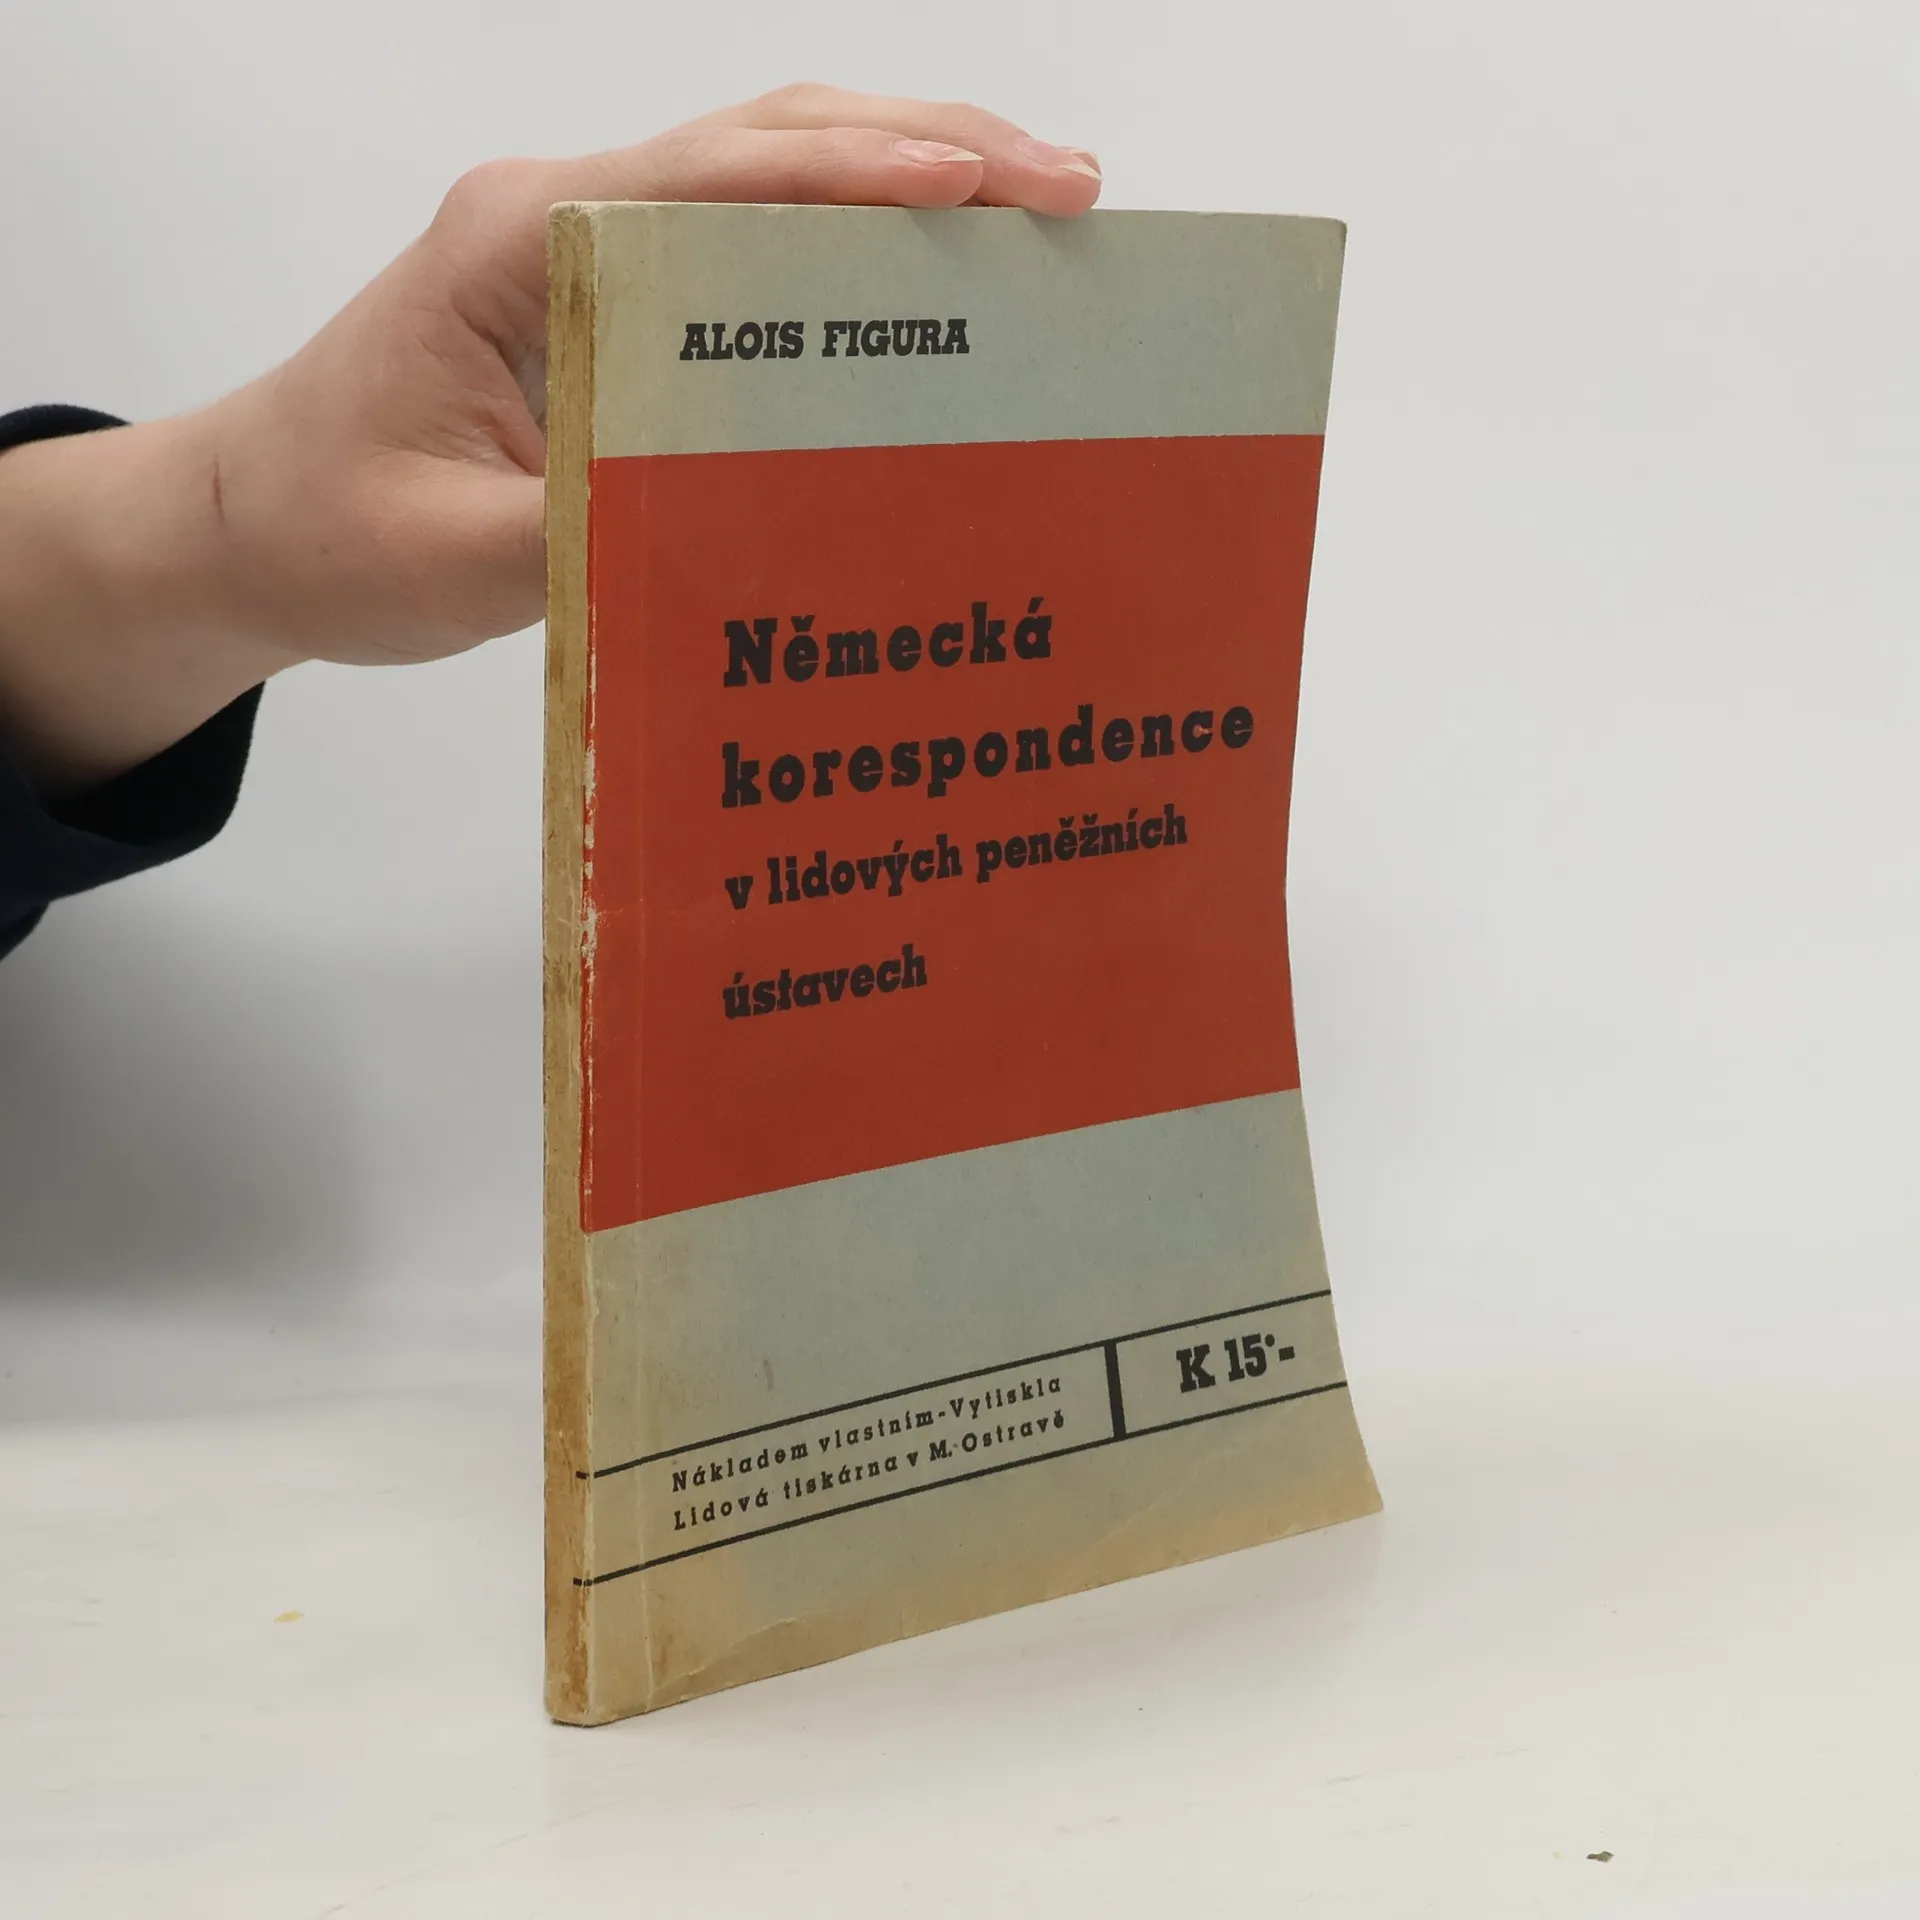 ALOIS FIGURA
Německá
korespondence
v lidových peněžních
ústavech
Nákladem vlastním-Vytiskla
Lidová tiskárna v M. Ostravě
K 15·-